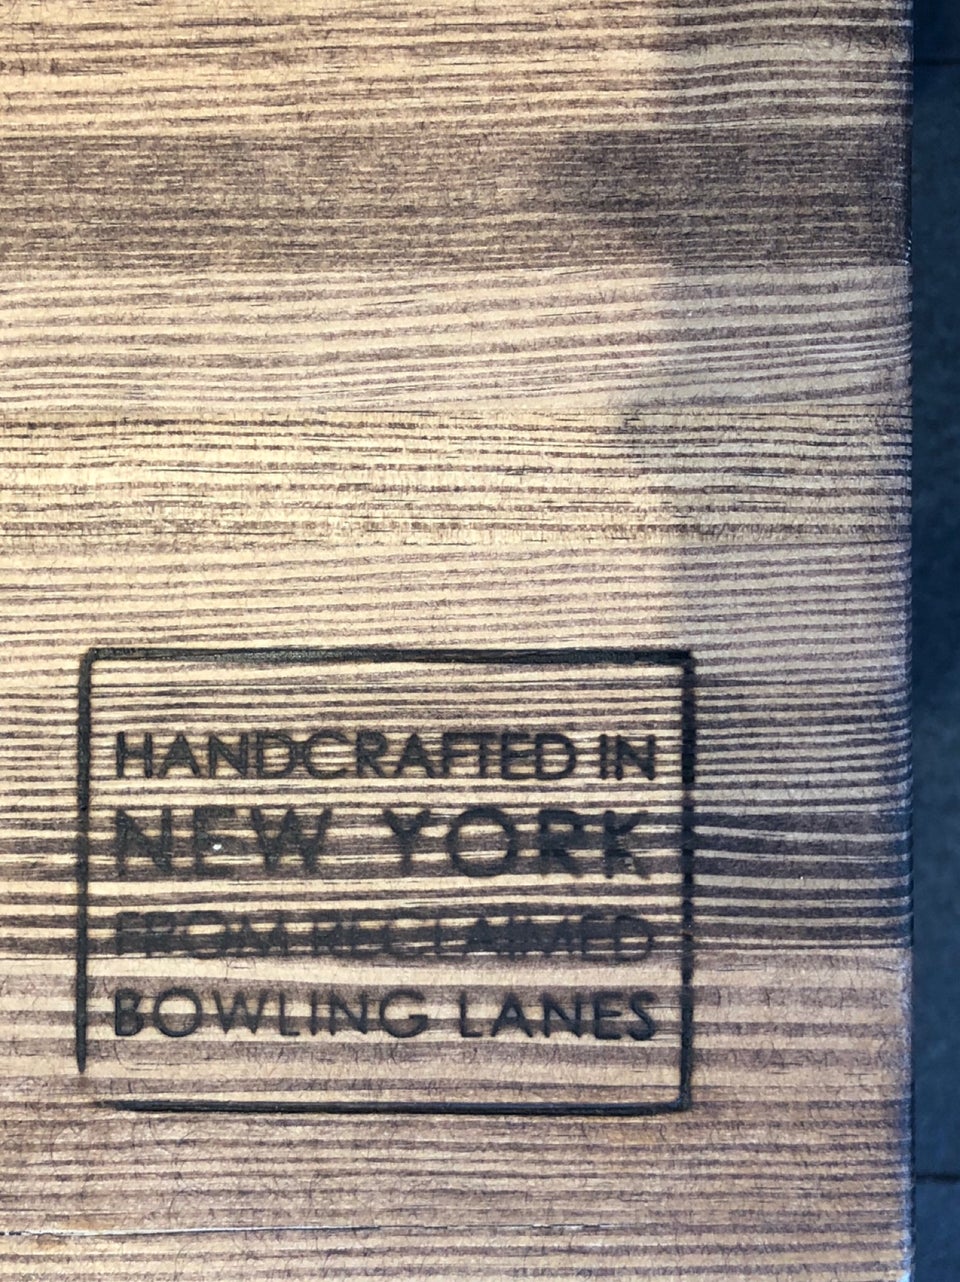 HANDCRAFTED IN
NEW YORK
FROM RECLAIMED
BOWLING LANES